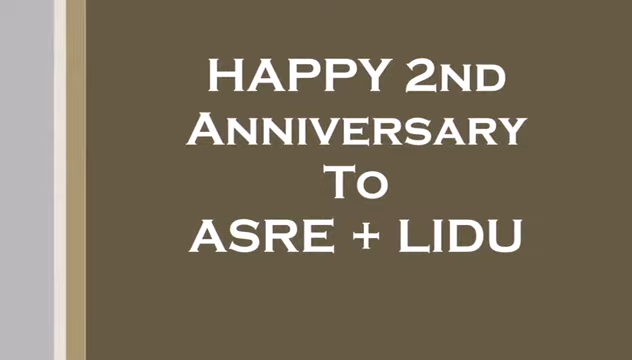 HAPPY 2ND
ANNIVERSARY
TO
ASRE + LIDU